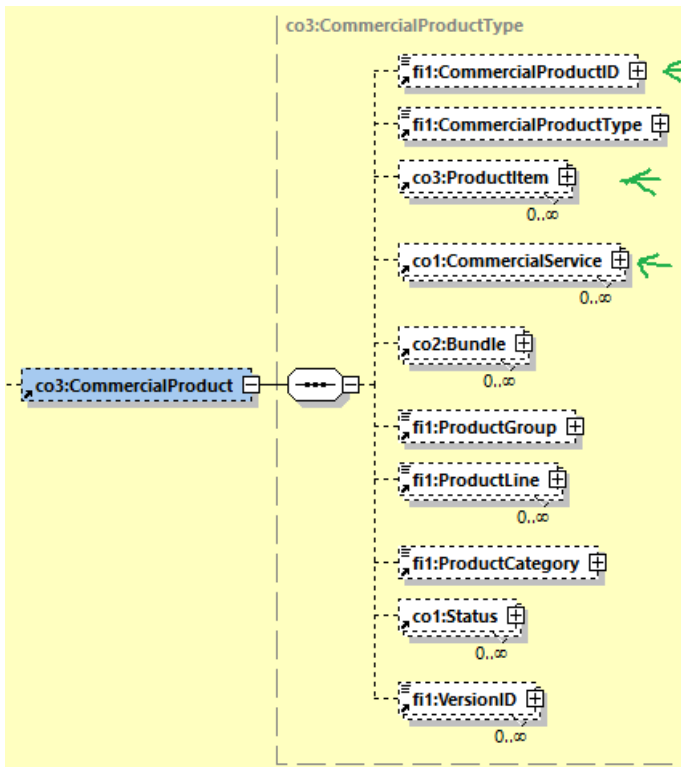 co3:CommercialProductType
fi1:CommercialProductID
fi1:CommercialProductType
co3:ProductItem
0..∞
co1:CommercialService
0..∞
co2:Bundle
0..∞
co3:CommercialProduct
fi1:ProductGroup
fi1:ProductLine
0..∞
fi1:ProductCategory
co1:Status
0..∞
fi1:VersionID
0..∞